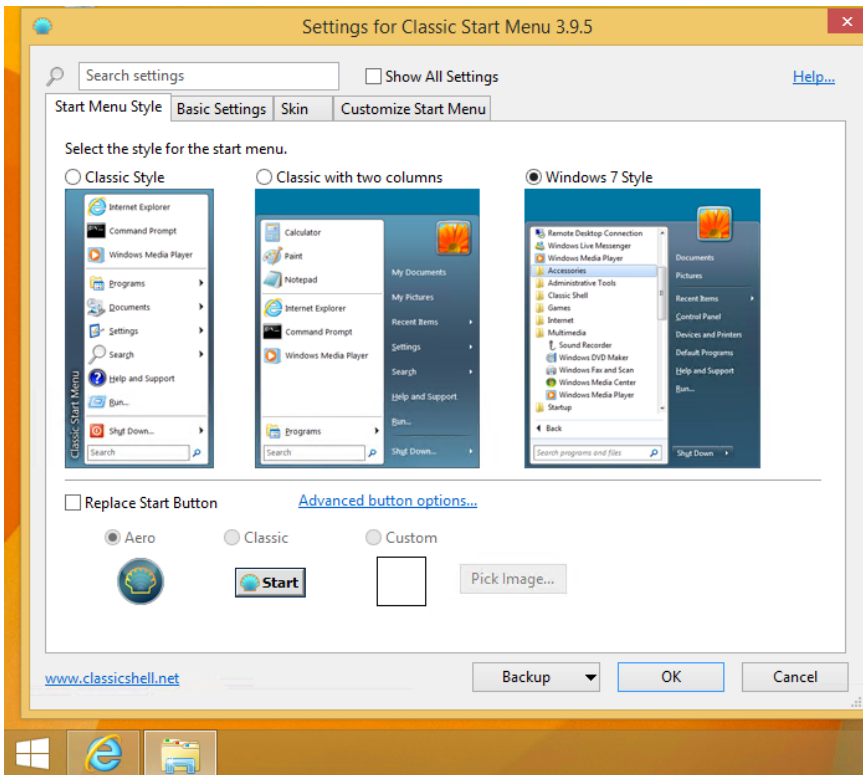 Settings for Classic Start Menu 3.9.5
Search settings
Show All Settings
Help...
Start Menu Style
Basic Settings
Skin
Customize Start Menu
Select the style for the start menu.
Classic Style
Classic with two columns
Windows 7 Style
Internet Explorer
Command Prompt
Windows Media Player
Programs
Documents
Settings
Search
Help and Support
Run...
Shut Down...
Search
Classic Start Menu
Calculator
Paint
Notepad
Internet Explorer
Command Prompt
Windows Media Player
Programs
Search
My Documents
My Pictures
Recent Items
Settings
Search
Help and Support
Run...
Shut Down...
Remote Desktop Connection
Windows Live Messenger
Windows Media Player
Accessories
Administrative Tools
Classic Shell
Games
Internet
Multimedia
Sound Recorder
Windows DVD Maker
Windows Fax and Scan
Windows Media Center
Windows Media Player
Startup
Back
Search programs and files
Documents
Pictures
Recent Items
Control Panel
Devices and Printers
Default Programs
Help and Support
Run...
Shut Down
Replace Start Button
Advanced button options...
Aero
Classic
Custom
Start
Pick Image...
www.classicshell.net
Backup
OK
Cancel